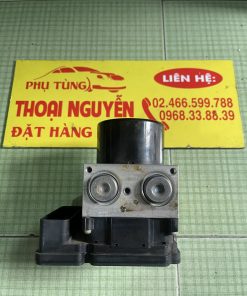 PHỤ TÙNG
THOẠI NGUYỄN
ĐẶT HÀNG
LIÊN HỆ:
02.466.599.788
0968.33.88.39